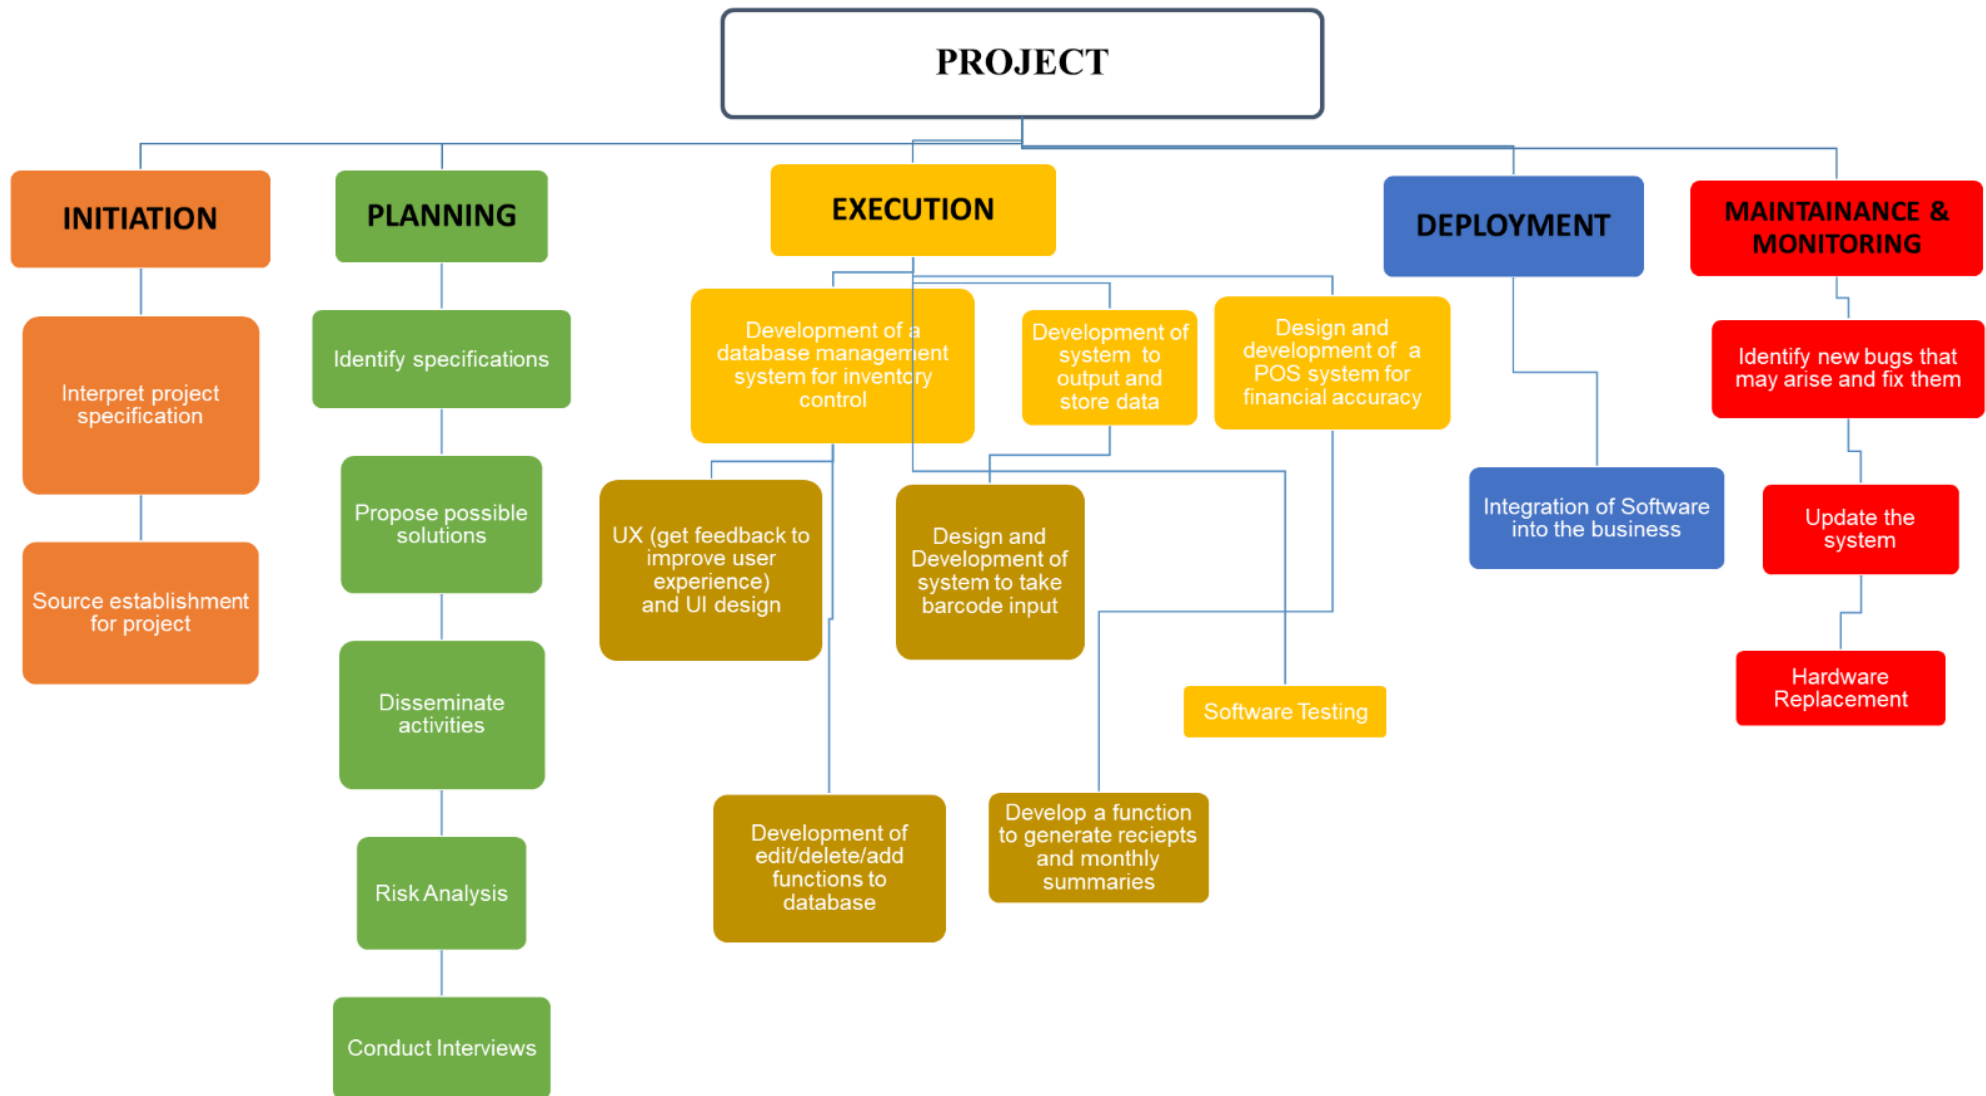 PROJECT
INITIATION
PLANNING
EXECUTION
DEPLOYMENT
MAINTAINANCE &
MONITORING
Interpret project
specification
Source establishment
for project
Identify specifications
Propose possible
solutions
Disseminate
activities
Risk Analysis
Conduct Interviews
Development of a
database management
system for inventory
control
Development of
system to
output and
store data
Design and
development of a
POS system for
financial accuracy
UX (get feedback to
improve user
experience)
and UI design
Design and
Development of
system to take
barcode input
Software Testing
Development of
edit/delete/add
functions to
database
Develop a function
to generate reciepts
and monthly
summaries
Integration of Software
into the business
Identify new bugs that
may arise and fix them
Update the
system
Hardware
Replacement